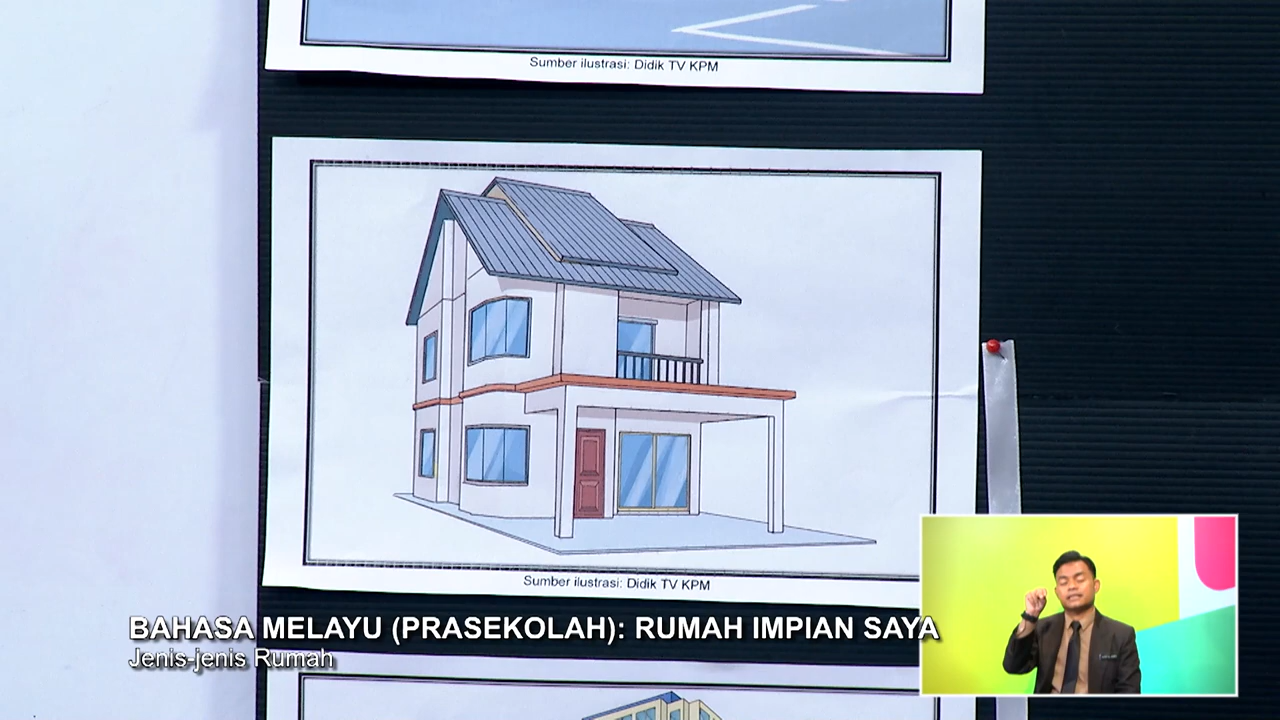 Sumber ilustrasi: Didik TV KPM
Sumber ilustrasi: Didik TV KPM
BAHASA MELAYU (PRASEKOLAH): RUMAH IMPIAN SAYA
Jenis-jenis Rumah